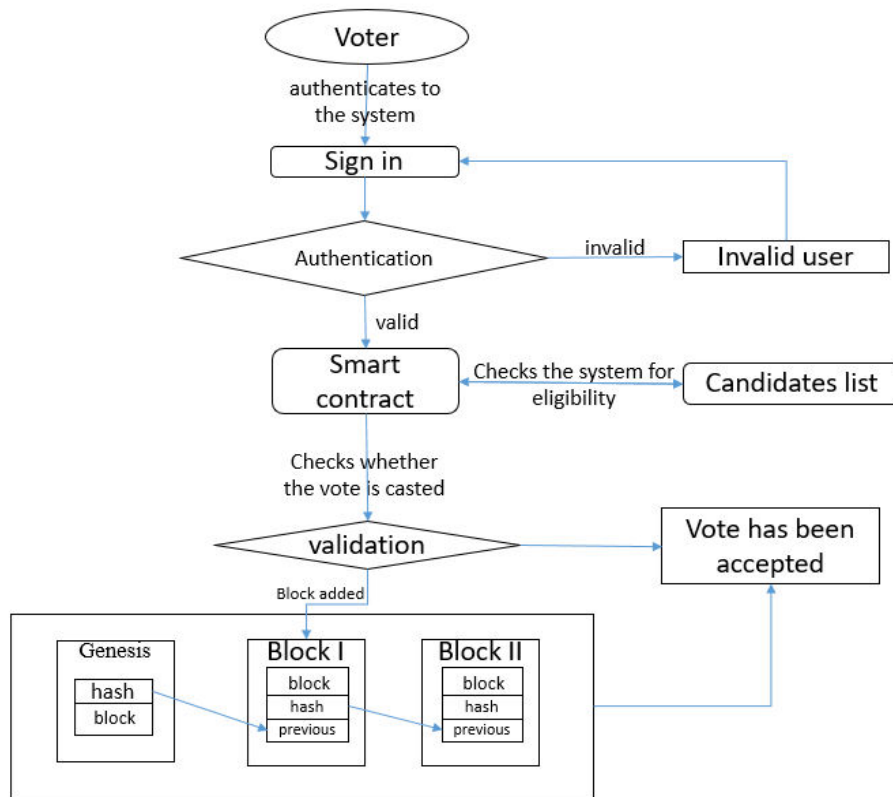 Voter
authenticates to
the system
Sign in
Authentication
invalid
Invalid user
valid
Smart
contract
Checks the system for
eligibility
Candidates list
Checks whether
the vote is casted
validation
Vote has been
accepted
Block added
Genesis
hash
block
Block I
block
hash
previous
Block II
block
hash
previous